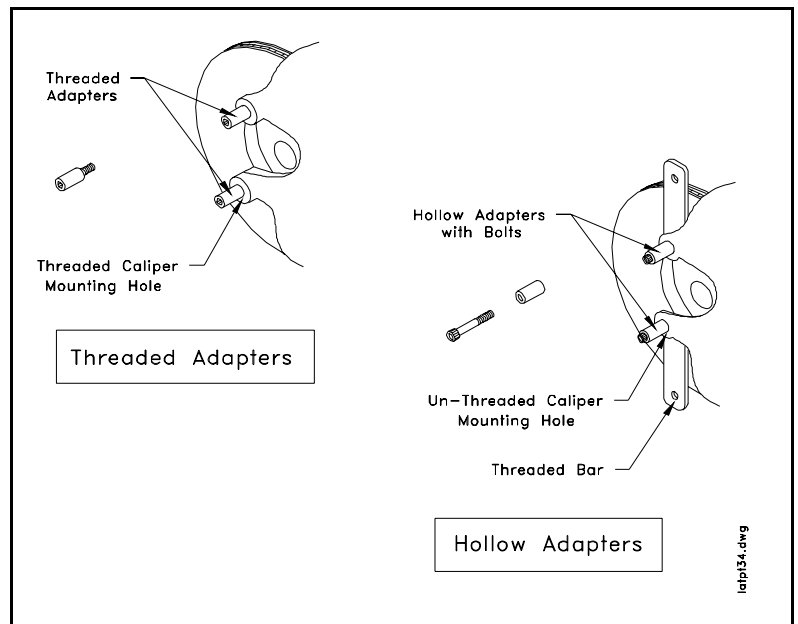 Threaded
Adapters
Threaded Caliper
Mounting Hole
Threaded Adapters
Hollow Adapters
with Bolts
Un-Threaded Caliper
Mounting Hole
Threaded Bar
Hollow Adapters
latpt34.dwg